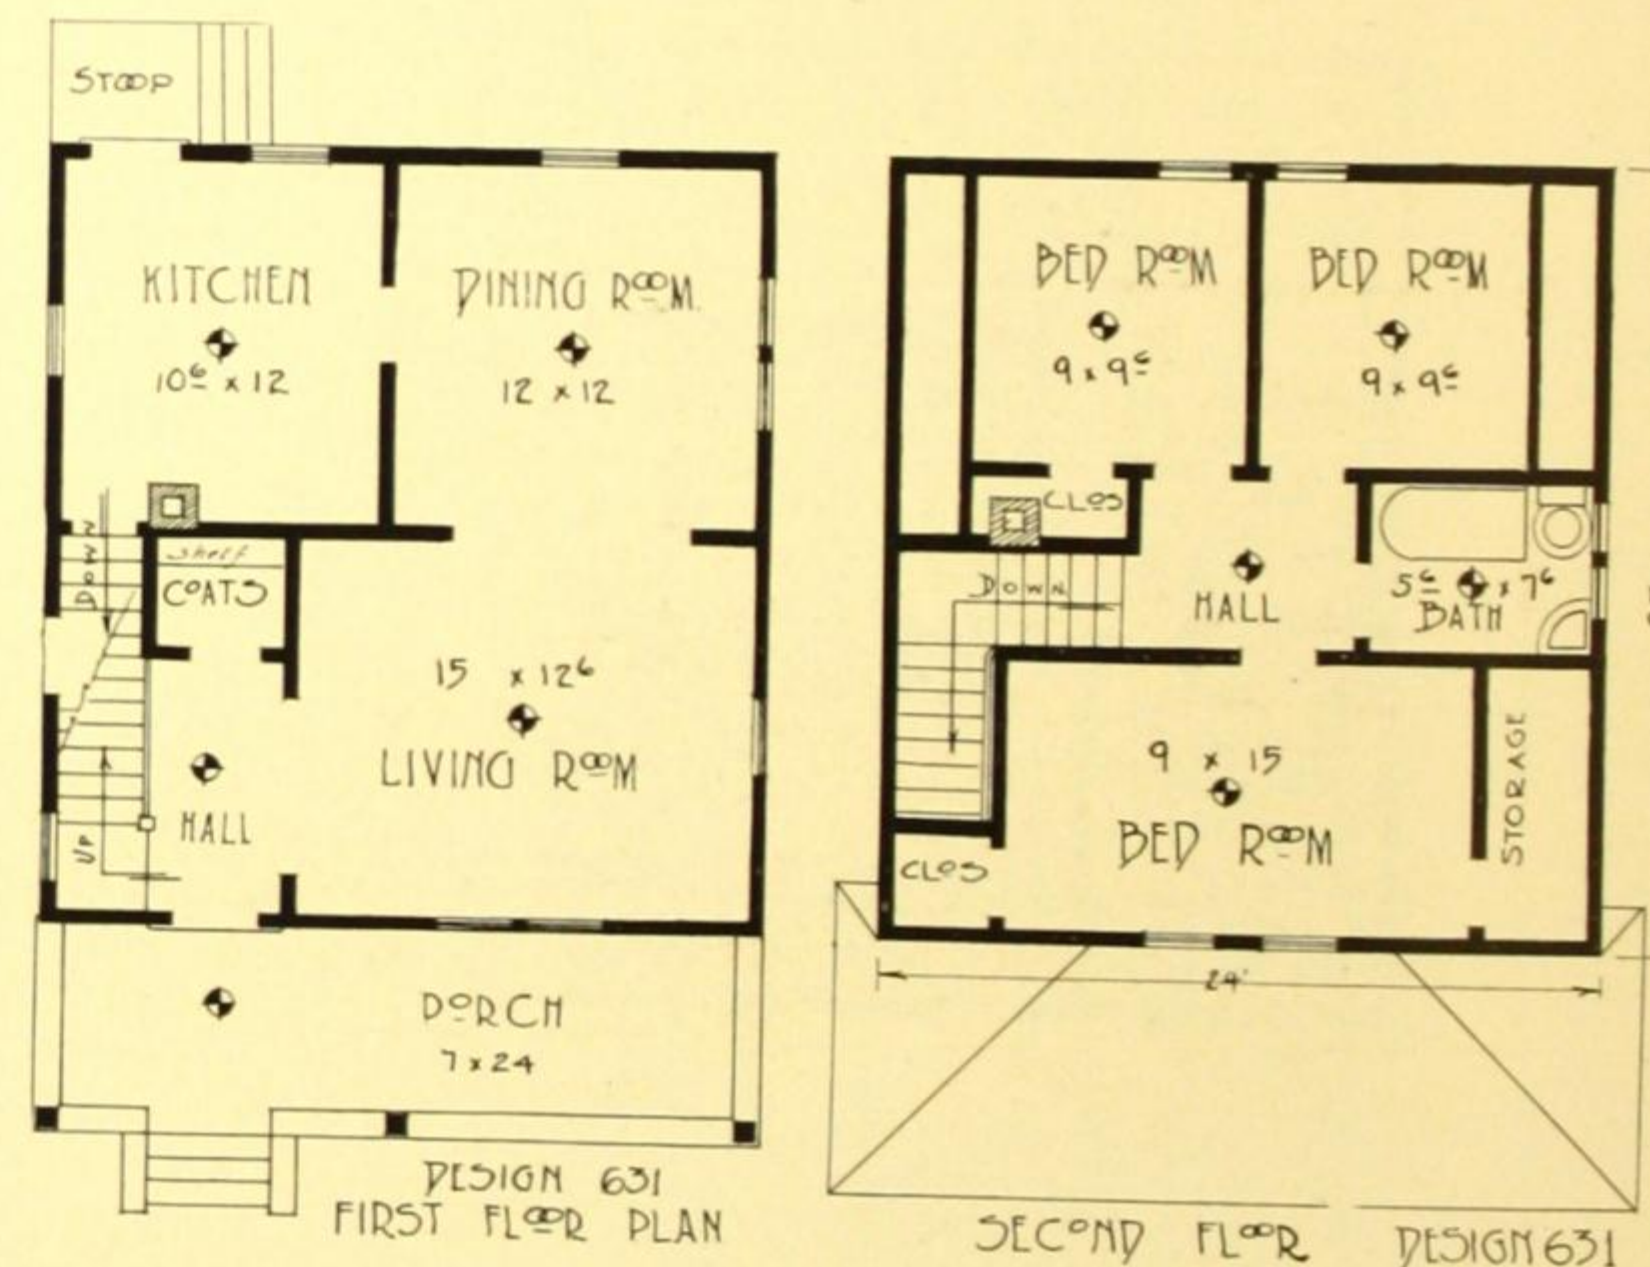 STOOP
KITCHEN
10⁶ x 12
DINING ROOM.
12 x 12
DOWN
shelf
COATS
15 x 12⁶
LIVING ROOM
HALL
UP
PORCH
7 x 24
DESIGN 631
FIRST FLOOR PLAN
BED ROOM
9 x 9⁶
BED ROOM
9 x 9⁶
CLOS
DOWN
HALL
5⁶ x 7⁶
BATH
9 x 15
BED ROOM
STORAGE
CLOS
24'
SECOND FLOOR DESIGN 631